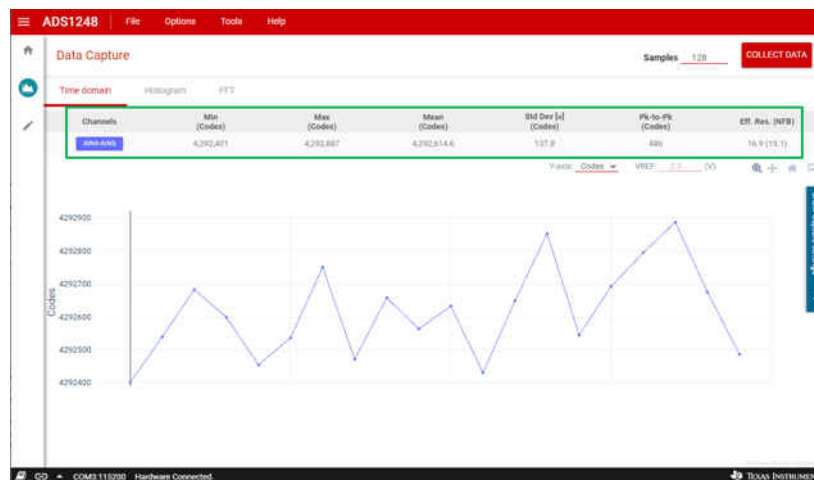 ADS1248 File Options Tools Help
Data Capture
Samples 128 COLLECT DATA
Time domain Histogram FFT
Channels Min (Codes) Max (Codes) Mean (Codes) Std Dev [σ] (Codes) Pk-to-Pk (Codes) Eff. Res. (NFB)
4,292,401 4,292,887 4,292,614.6 137.8 486 16.9 (15.1)
Y-axis: Codes VREF: (V)
4292900
4292800
4292700
4292600
4292500
4292400
Codes
COM3:115200 Hardware Connected.
TEXAS INSTRUMEN